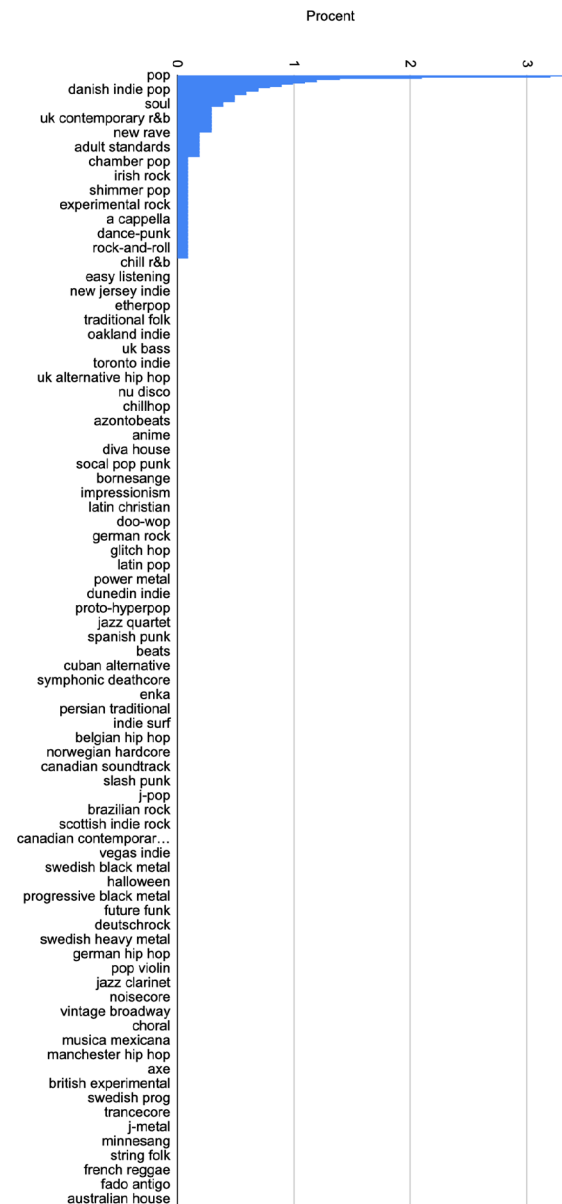 Procent
0 1 2 3
pop
danish indie pop
soul
uk contemporary r&b
new rave
adult standards
chamber pop
irish rock
shimmer pop
experimental rock
a cappella
dance-punk
rock-and-roll
chill r&b
easy listening
new jersey indie
etherpop
traditional folk
oakland indie
uk bass
toronto indie
uk alternative hip hop
nu disco
chillhop
azontobeats
anime
diva house
socal pop punk
bornesange
impressionism
latin christian
doo-wop
german rock
glitch hop
latin pop
power metal
dunedin indie
proto-hyperpop
jazz quartet
spanish punk
beats
cuban alternative
symphonic deathcore
enka
persian traditional
indie surf
belgian hip hop
norwegian hardcore
canadian soundtrack
slash punk
j-pop
brazilian rock
scottish indie rock
canadian contemporar…
vegas indie
swedish black metal
halloween
progressive black metal
future funk
deutschrock
swedish heavy metal
german hip hop
pop violin
jazz clarinet
noisecore
vintage broadway
choral
musica mexicana
manchester hip hop
axe
british experimental
swedish prog
trancecore
j-metal
minnesang
string folk
french reggae
fado antigo
australian house